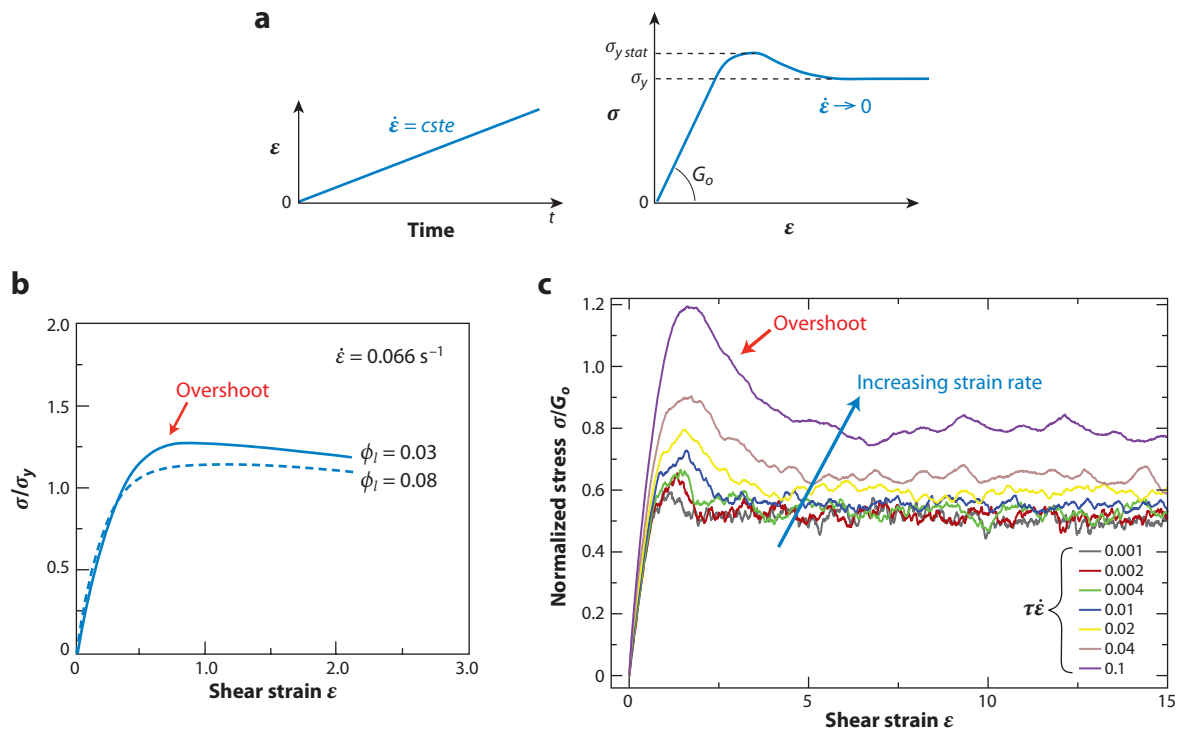 a
ε̇ = cste
ε
0
t
Time
σy stat
σy
σ
ε̇ → 0
Go
0
ε
b
2.0
1.5
1.0
0.5
0
ε̇ = 0.066 s⁻¹
Overshoot
ϕl = 0.03
ϕl = 0.08
σ/σy
0
1.0
2.0
3.0
Shear strain ε
c
1.2
1.0
0.8
0.6
0.4
0.2
0
Normalized stress σ/Go
Overshoot
Increasing strain rate
τε̇
0.001
0.002
0.004
0.01
0.02
0.04
0.1
0
5
10
15
Shear strain ε